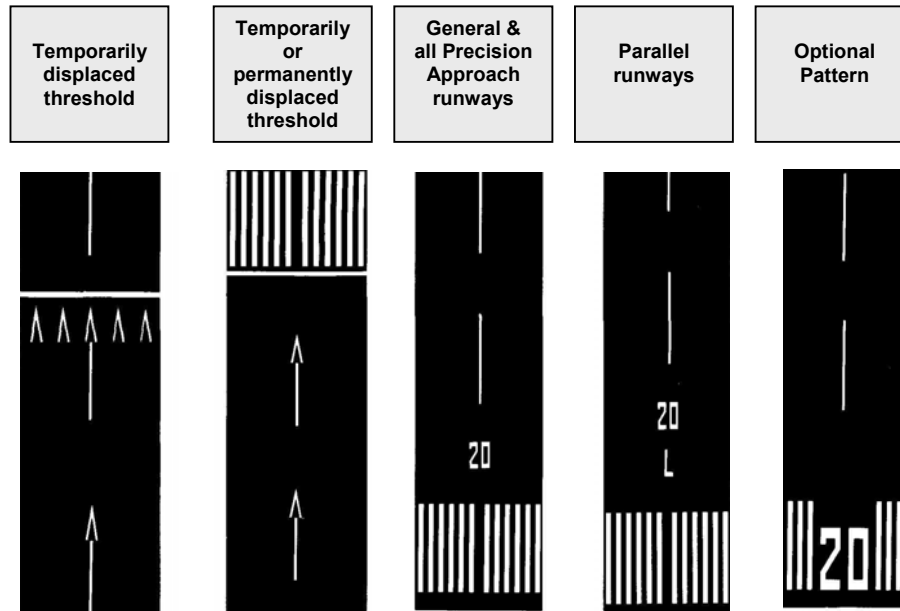 Temporarily
displaced
threshold
Temporarily
or
permanently
displaced
threshold
General &
all Precision
Approach
runways
Parallel
runways
Optional
Pattern
20
20
L
20